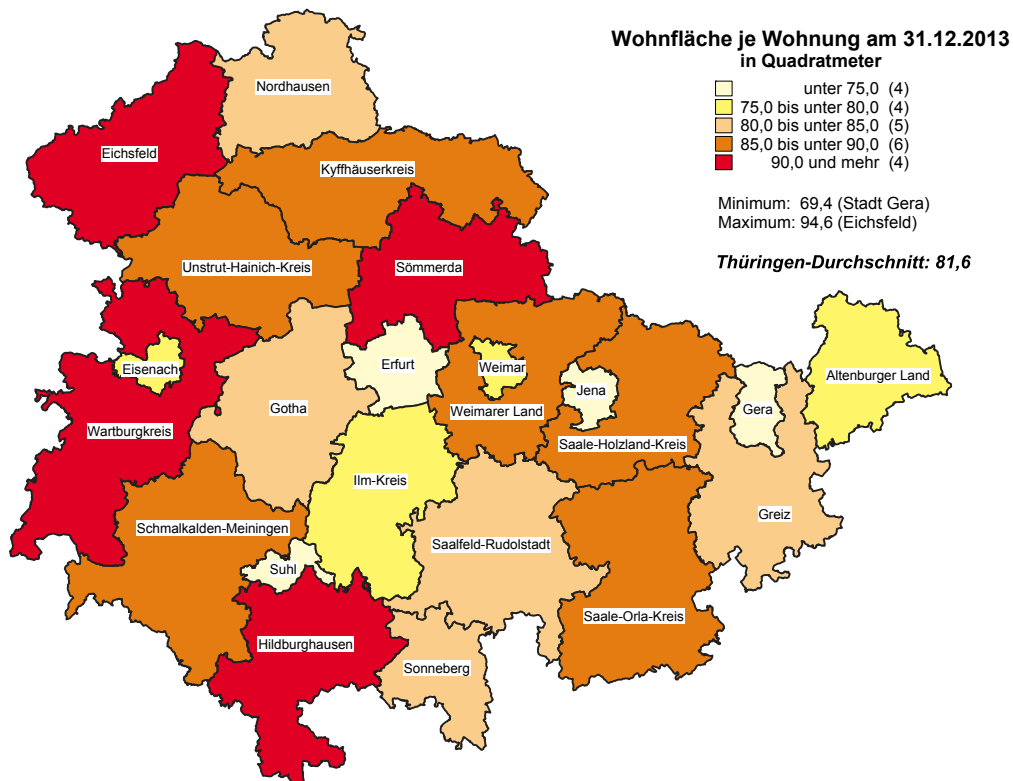 Wohnfläche je Wohnung am 31.12.2013
in Quadratmeter
unter 75,0 (4)
75,0 bis unter 80,0 (4)
80,0 bis unter 85,0 (5)
85,0 bis unter 90,0 (6)
90,0 und mehr (4)
Minimum: 69,4 (Stadt Gera)
Maximum: 94,6 (Eichsfeld)
Thüringen-Durchschnitt: 81,6
Nordhausen
Eichsfeld
Kyffhäuserkreis
Unstrut-Hainich-Kreis
Sömmerda
Eisenach
Erfurt
Weimar
Altenburger Land
Jena
Gotha
Weimarer Land
Gera
Wartburgkreis
Saale-Holzland-Kreis
Ilm-Kreis
Greiz
Schmalkalden-Meiningen
Saalfeld-Rudolstadt
Suhl
Saale-Orla-Kreis
Hildburghausen
Sonneberg